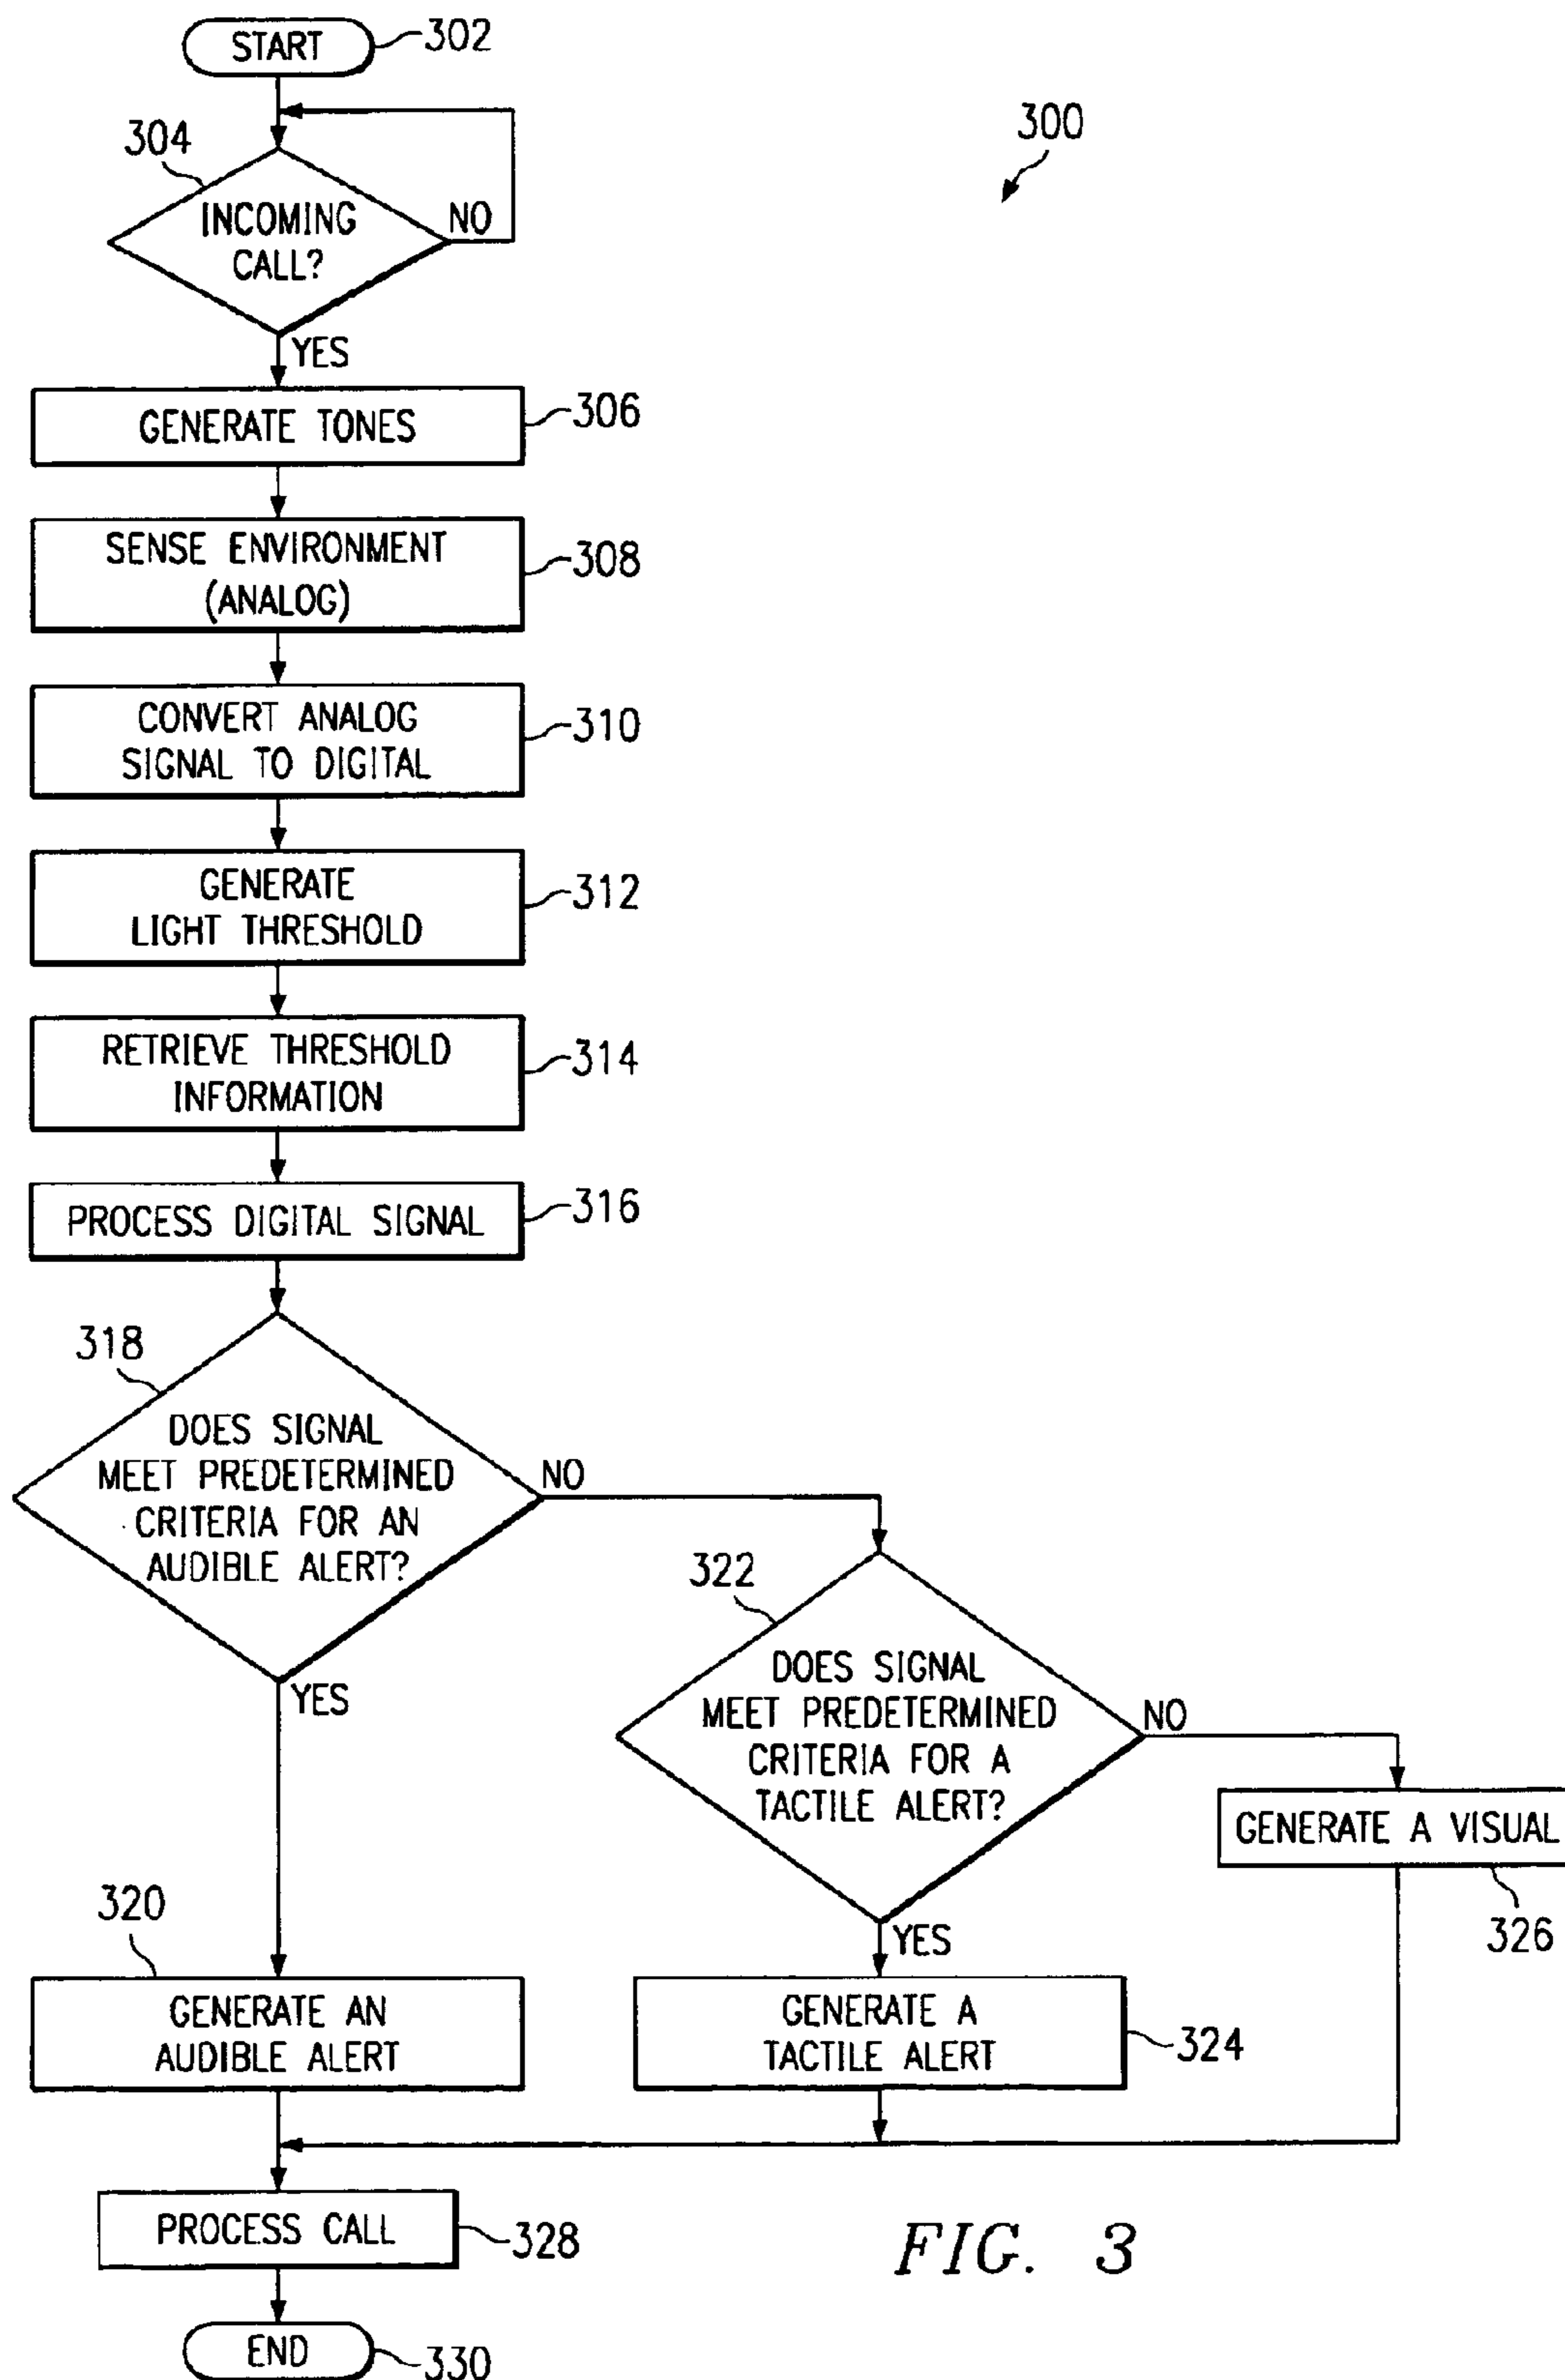 START
302
300
304
INCOMING
CALL?
NO
YES
GENERATE TONES
306
SENSE ENVIRONMENT
(ANALOG)
308
CONVERT ANALOG
SIGNAL TO DIGITAL
310
GENERATE
LIGHT THRESHOLD
312
RETRIEVE THRESHOLD
INFORMATION
314
PROCESS DIGITAL SIGNAL
316
318
DOES SIGNAL
MEET PREDETERMINED
CRITERIA FOR AN
AUDIBLE ALERT?
NO
YES
322
DOES SIGNAL
MEET PREDETERMINED
CRITERIA FOR A
TACTILE ALERT?
NO
YES
GENERATE A VISUAL
326
320
GENERATE AN
AUDIBLE ALERT
GENERATE A
TACTILE ALERT
324
PROCESS CALL
328
FIG. 3
END
330